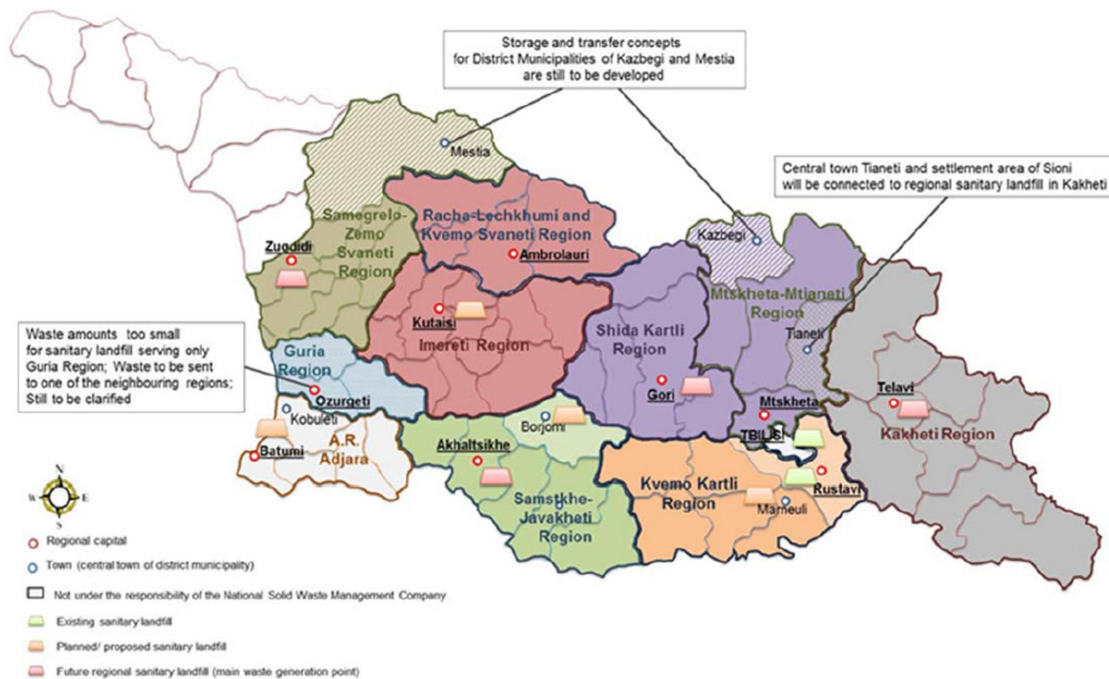 Storage and transfer concepts
for District Municipalities of Kazbegi and Mestia
are still to be developed
Mestia
Central town Tianeti and settlement area of Sioni
will be connected to regional sanitary landfill in Kakheti
Samegrelo-
Zemo
Svaneti
Region
Zugdidi
Racha-Lechkhumi and
Kvemo Svaneti Region
Ambrolauri
Kazbegi
Mtskheta-Mtianeti
Region
Tianeti
Kutaisi
Imereti Region
Shida Kartli
Region
Gori
Mtskheta
TBILISI
Telavi
Kakheti Region
Waste amounts too small
for sanitary landfill serving only
Guria Region; Waste to be sent
to one of the neighbouring regions;
Still to be clarified
Guria
Region
Ozurgeti
Kobuleti
Batumi
A.R.
Adjara
Borjomi
Akhaltsikhe
Samstkhe-
Javakheti
Region
Kvemo Kartli
Region
Marneuli
Rustavi
N
W
E
S
Regional capital
Town (central town of district municipality)
Not under the responsibility of the National Solid Waste Management Company
Existing sanitary landfill
Planned/ proposed sanitary landfill
Future regional sanitary landfill (main waste generation point)